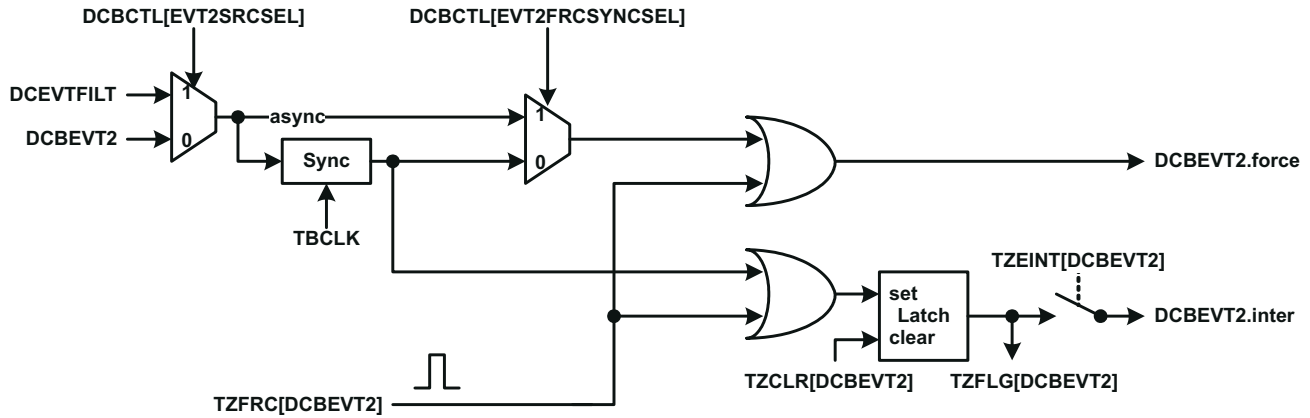 DCBCTL[EVT2SRCSEL]
DCBCTL[EVT2FRCSYNCSEL]
DCEVTFILT
1
async
1
DCBEVT2
0
Sync
0
DCBEVT2.force
TBCLK
TZEINT[DCBEVT2]
set
Latch
clear
DCBEVT2.inter
TZCLR[DCBEVT2]
TZFLG[DCBEVT2]
TZFRC[DCBEVT2]